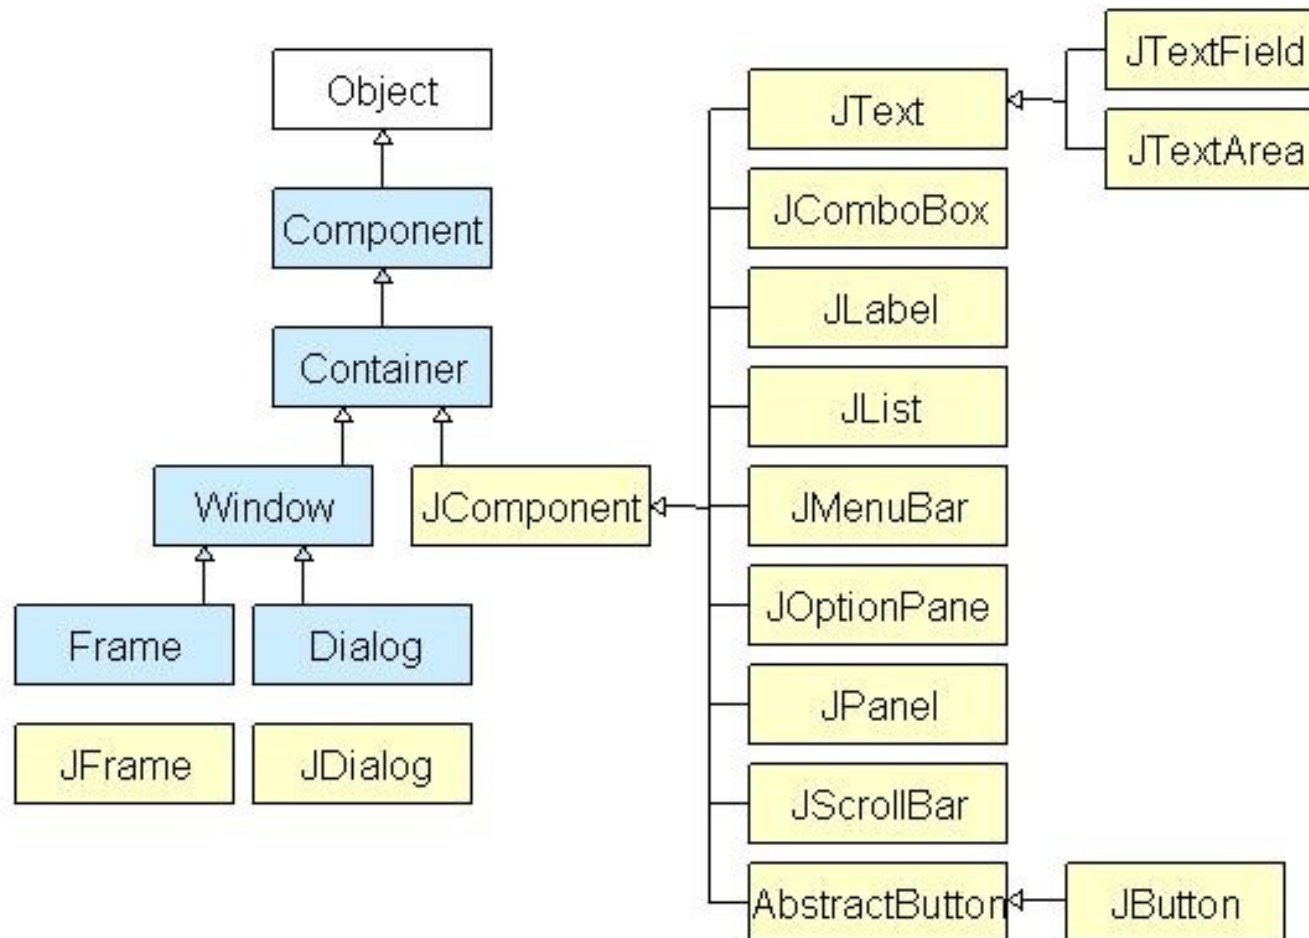 Object
Component
Container
Window
JComponent
Frame
Dialog
JFrame
JDialog
JText
JComboBox
JLabel
JList
JMenuBar
JOptionPane
JPanel
JScrollBar
AbstractButton
JTextField
JTextArea
JButton